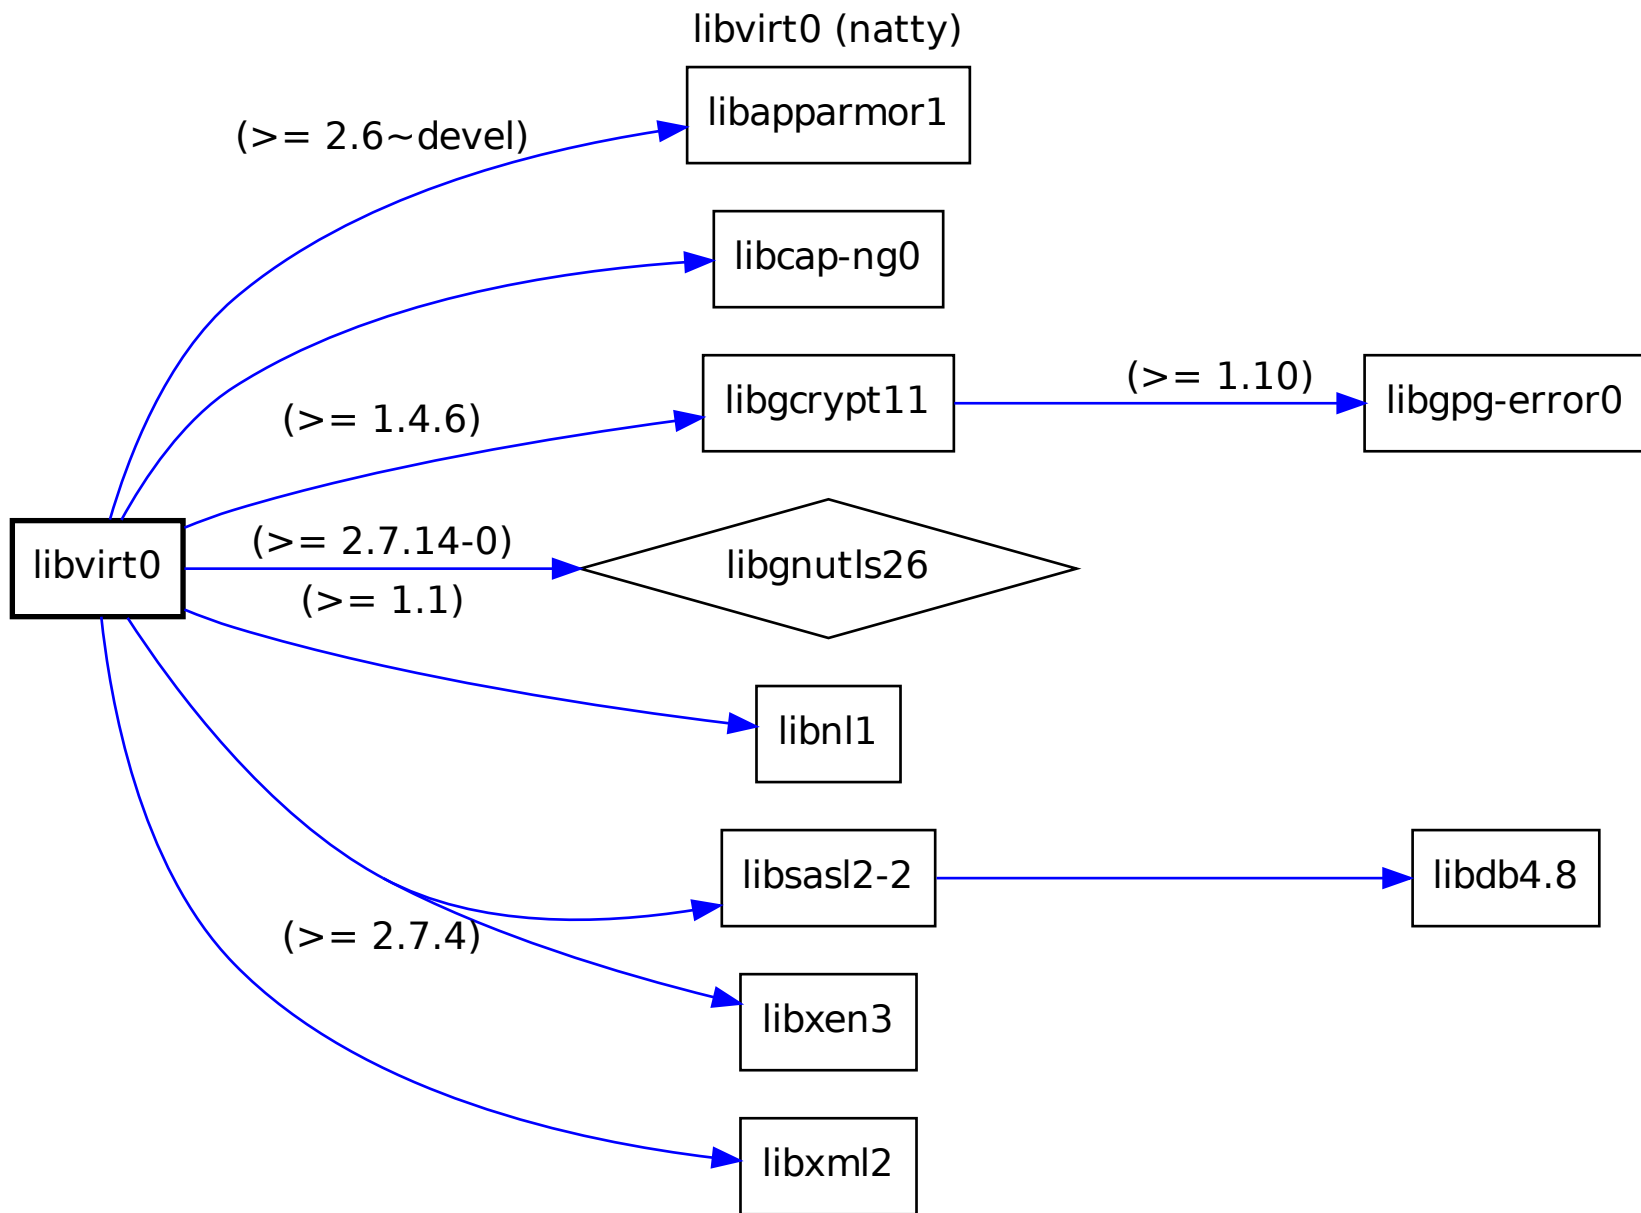 libvirt0 (natty)
libapparmor1
(>= 2.6~devel)
libcap-ng0
(>= 1.4.6)
libgcrypt11
(>= 1.10)
libgpg-error0
libvirt0
(>= 2.7.14-0)
libgnutls26
(>= 1.1)
libnl1
libsasl2-2
libdb4.8
(>= 2.7.4)
libxen3
libxml2